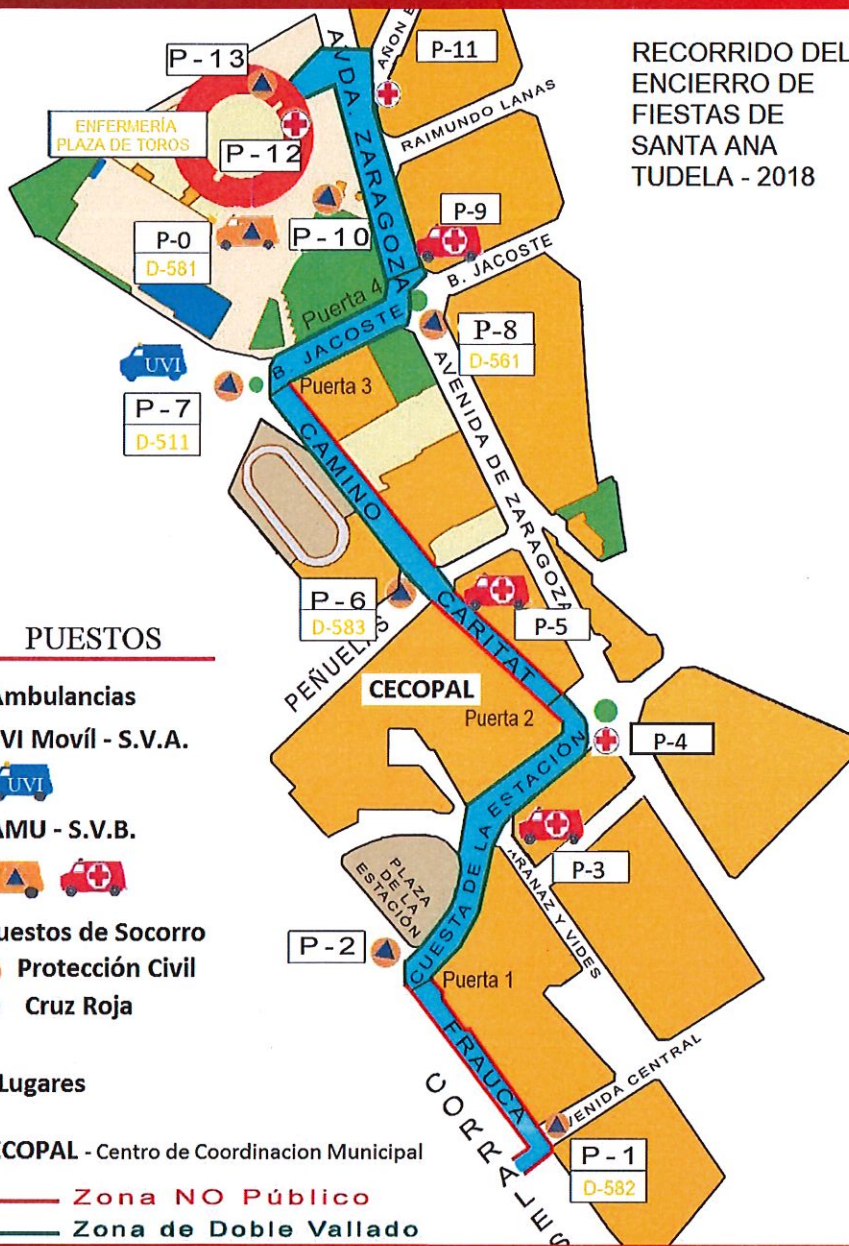 RECORRIDO DEL
ENCIERRO DE
FIESTAS DE
SANTA ANA
TUDELA - 2018
P-13
AVDA. ZARAGOZA
P-11
RAIMUNDO LANAS
ENFERMERÍA
PLAZA DE TOROS
P-12
P-9
P-0
D-581
P-10
B. JACOSTE
Puerta 4
B. JACOSTE
P-8
D-561
UVI
Puerta 3
P-7
D-511
AVENIDA DE ZARAGOZA
CAMINO
CARITAT
P-6
D-583
P-5
PEÑUELAS
CECOPAL
Puerta 2
P-4
CUESTA DE LA ESTACIÓN
P-3
PLAZA
DE LA
ESTACIÓN
ARANAZ Y VIDES
P-2
Puerta 1
FRAUCA
CORRALES
P-1
D-582
PUESTOS
Ambulancias
VI Movíl - S.V.A.
UVI
AMU - S.V.B.
uestos de Socorro
Protección Civil
Cruz Roja
Lugares
ECOPAL - Centro de Coordinacion Municipal
Zona NO Público
Zona de Doble Vallado